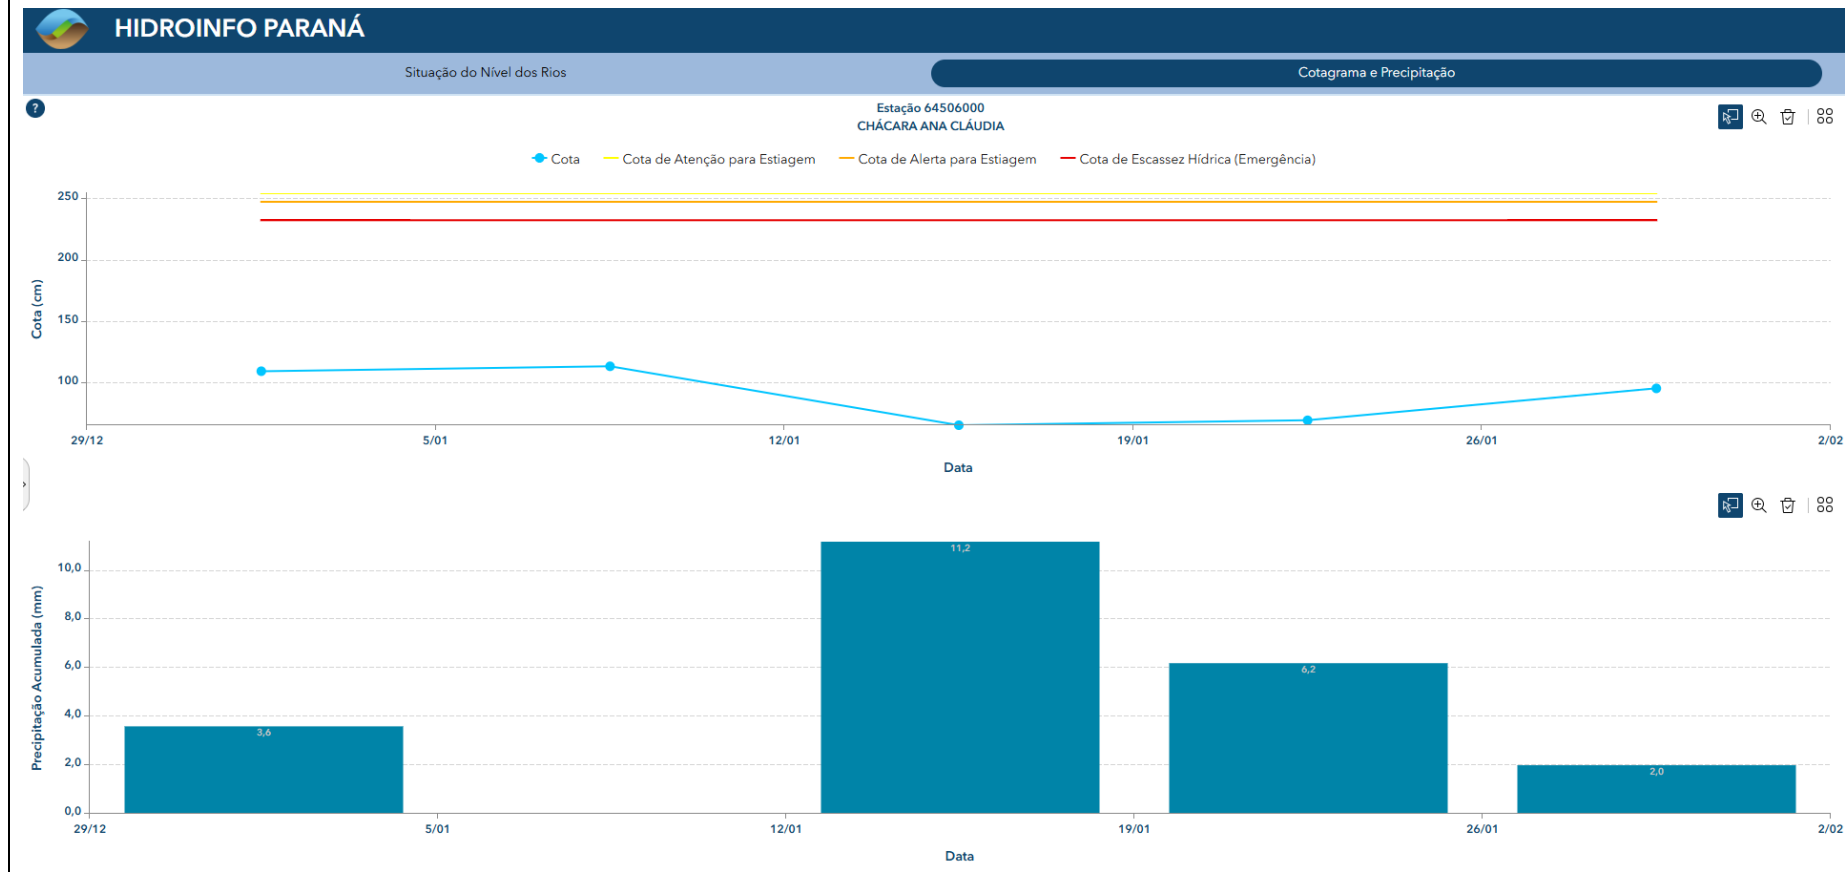 HIDROINFO PARANÁ
Situação do Nível dos Rios
Cotagrama e Precipitação
?
Estação 64506000
CHÁCARA ANA CLÁUDIA
Cota
Cota de Atenção para Estiagem
Cota de Alerta para Estiagem
Cota de Escassez Hídrica (Emergência)
Cota (cm)
250
200
150
100
29/12
5/01
12/01
19/01
26/01
2/02
Data
Precipitação Acumulada (mm)
10,0
8,0
6,0
4,0
2,0
0,0
3,6
11,2
6,2
2,0
29/12
5/01
12/01
19/01
26/01
2/02
Data